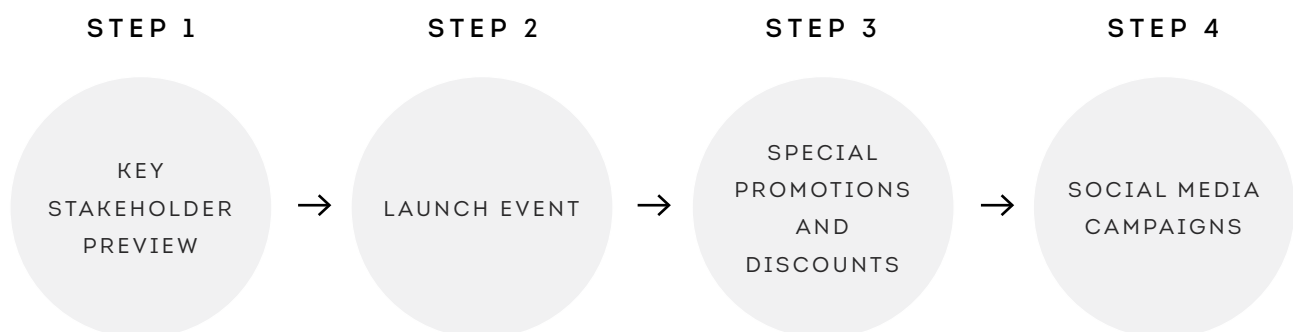 STEP 1
KEY
STAKEHOLDER
PREVIEW
STEP 2
LAUNCH EVENT
STEP 3
SPECIAL
PROMOTIONS
AND
DISCOUNTS
STEP 4
SOCIAL MEDIA
CAMPAIGNS